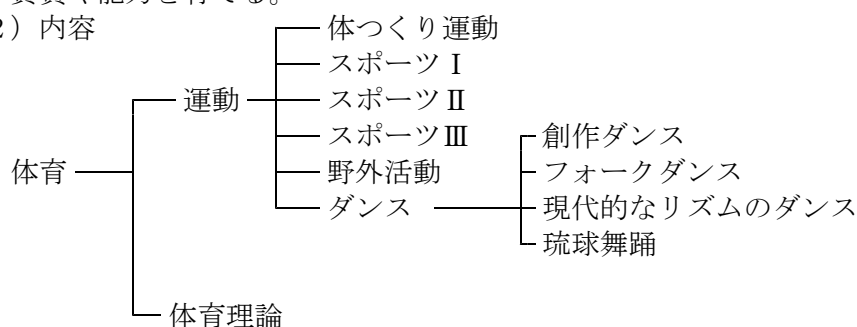 資質や能力を育てる。
2）内容
体つくり運動
スポーツⅠ
運動
スポーツⅡ
スポーツⅢ
創作ダンス
体育
野外活動
フォークダンス
ダンス
現代的なリズムのダンス
琉球舞踊
体育理論